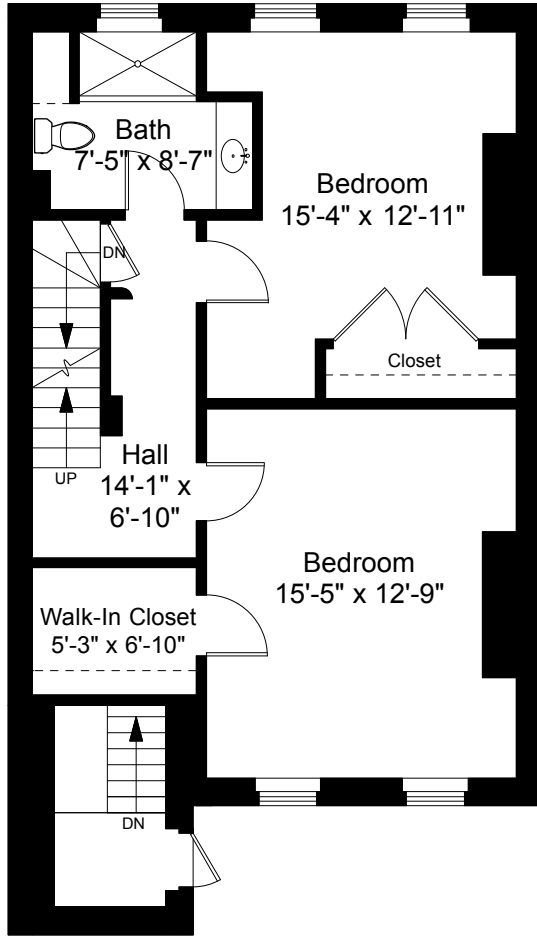 Bath
7'-5" x 8'-7"
Bedroom
15'-4" x 12'-11"
DN
Closet
UP
Hall
14'-1" x
6'-10"
Bedroom
15'-5" x 12'-9"
Walk-In Closet
5'-3" x 6'-10"
DN